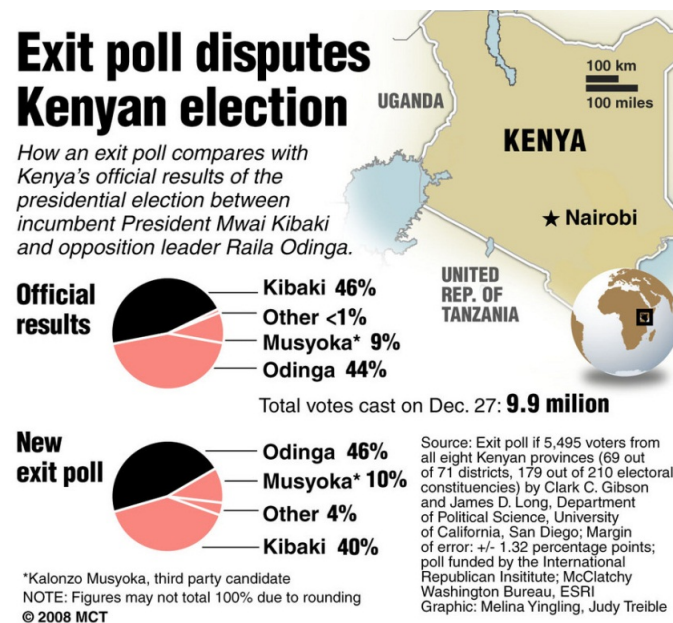 Exit poll disputes
Kenyan election
How an exit poll compares with
Kenya's official results of the
presidential election between
incumbent President Mwai Kibaki
and opposition leader Raila Odinga.
100 km
100 miles
UGANDA
KENYA
Nairobi
UNITED
REP. OF
TANZANIA
Official
results
Kibaki 46%
Other <1%
Musyoka* 9%
Odinga 44%
Total votes cast on Dec. 27: 9.9 milion
New
exit poll
Odinga 46%
Musyoka* 10%
Other 4%
Kibaki 40%
Source: Exit poll if 5,495 voters from
all eight Kenyan provinces (69 out
of 71 districts, 179 out of 210 electoral
constituencies) by Clark C. Gibson
and James D. Long, Department
of Political Science, University
of California, San Diego; Margin
of error: +/- 1.32 percentage points;
poll funded by the International
Republican Insititute; McClatchy
Washington Bureau, ESRI
Graphic: Melina Yingling, Judy Treible
*Kalonzo Musyoka, third party candidate
NOTE: Figures may not total 100% due to rounding
© 2008 MCT